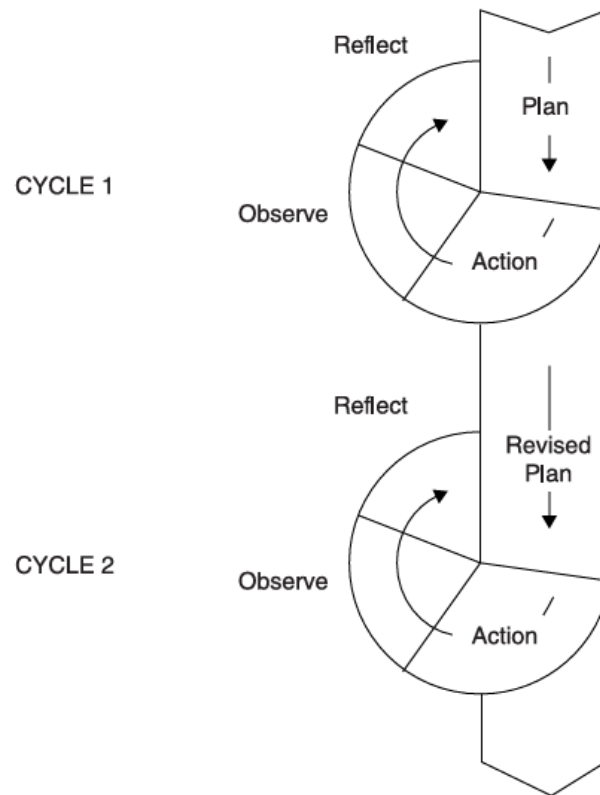 Reflect
Plan
CYCLE 1
Observe
Action
Reflect
Revised
Plan
CYCLE 2
Observe
Action